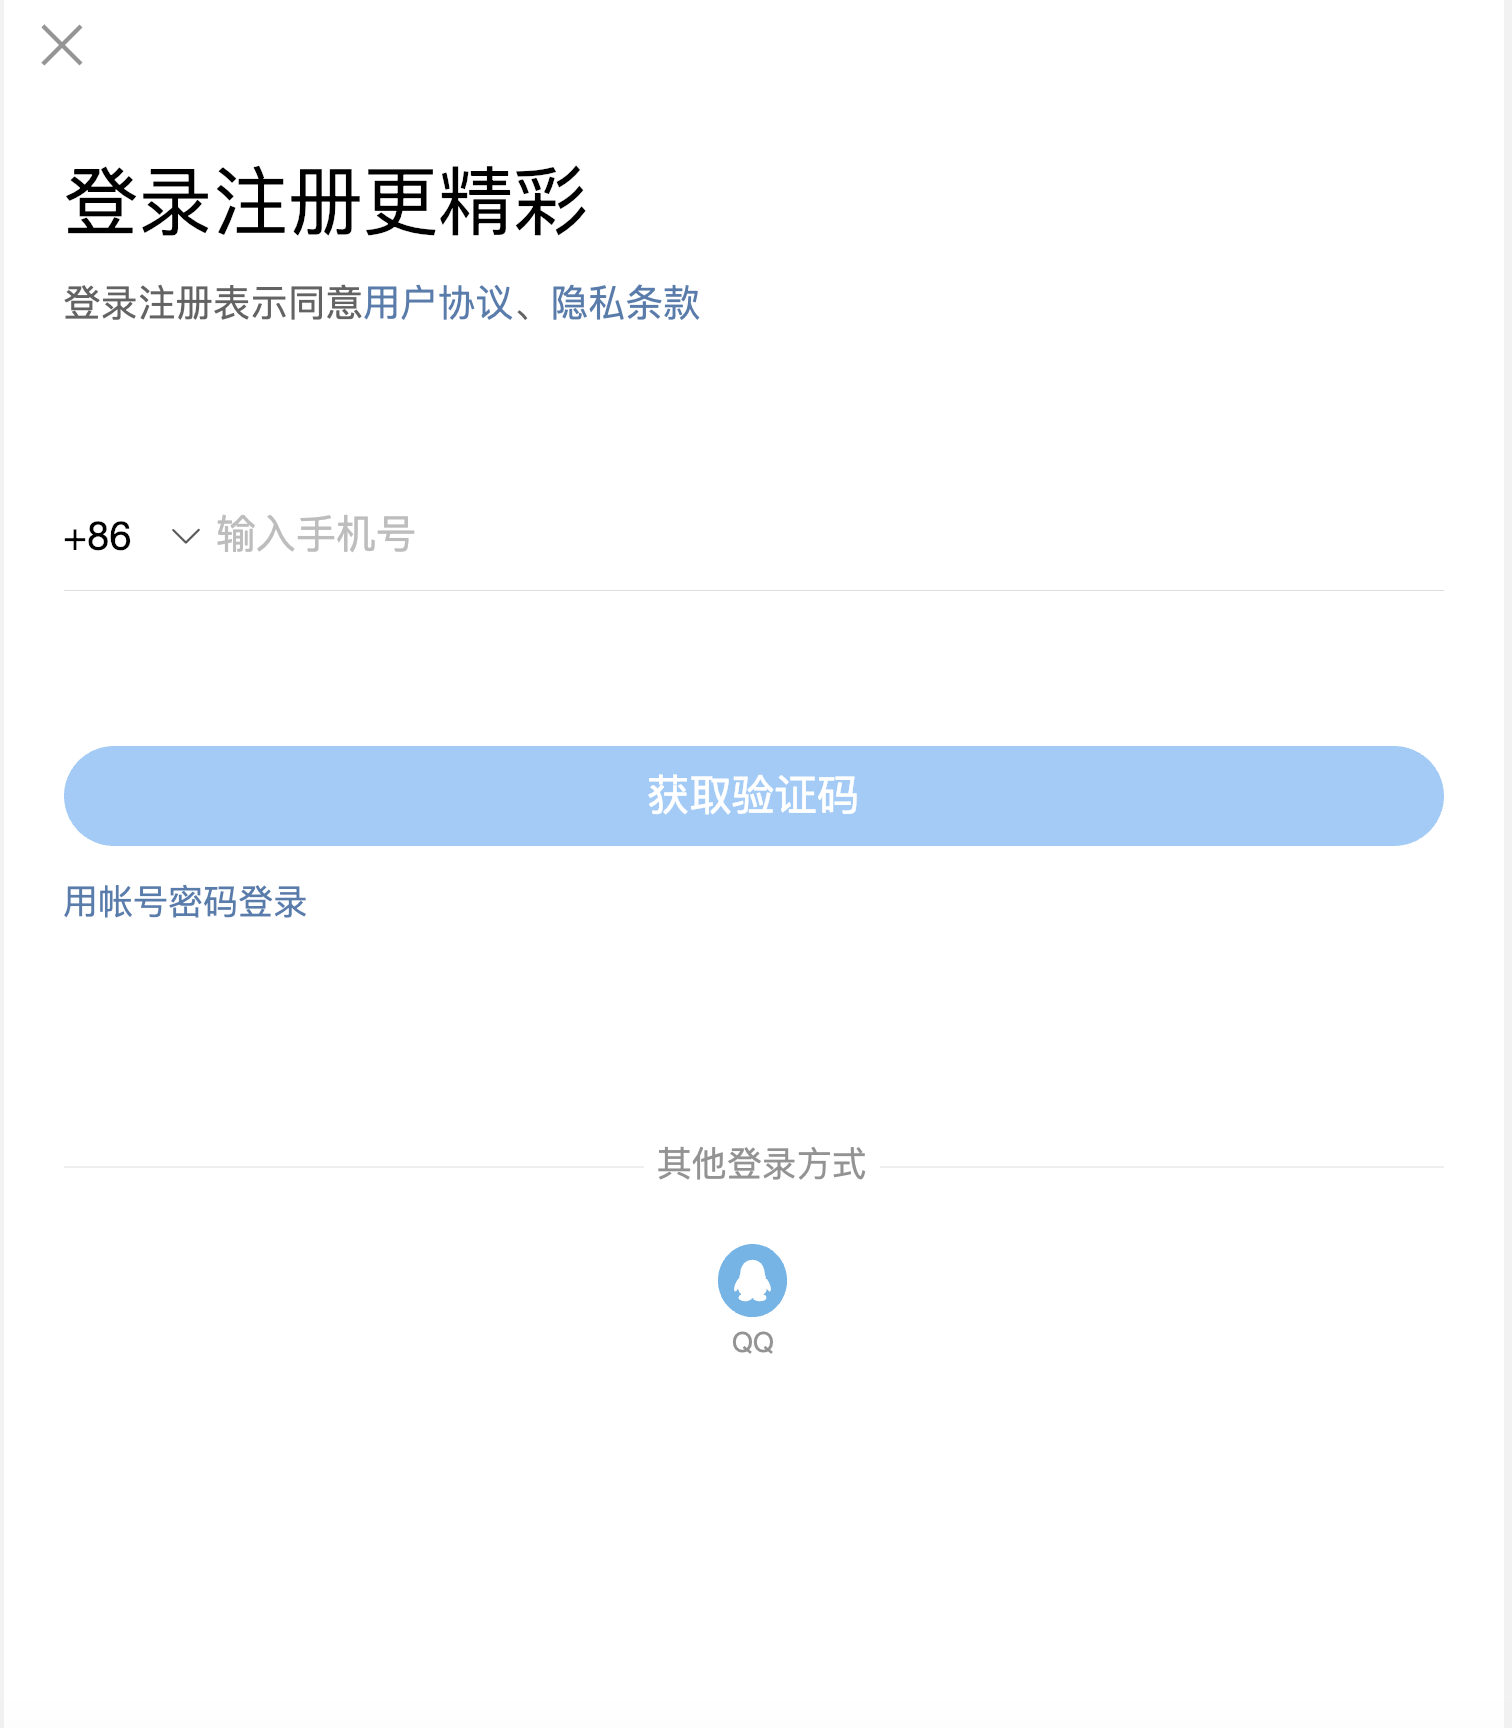 登录注册更精彩
登录注册表示同意用户协议、隐私条款
+86 输入手机号
获取验证码
用帐号密码登录
其他登录方式
QQ